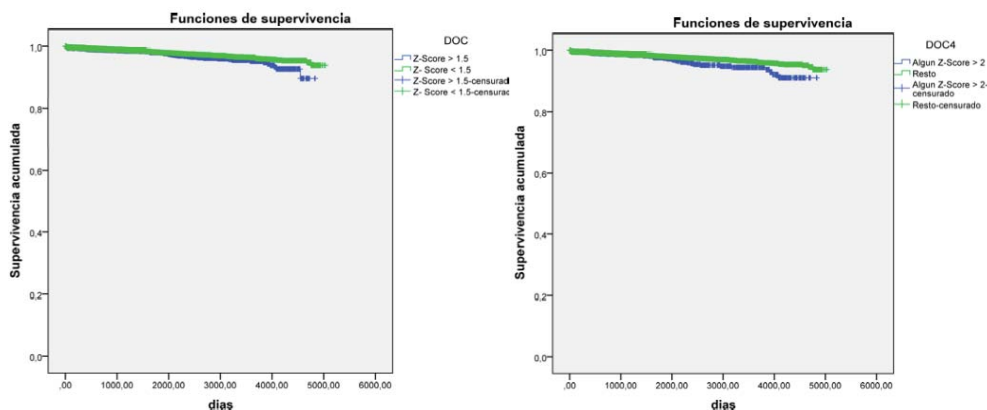 Funciones de supervivencia
DOC
Z-Score > 1.5
Z- Score < 1.5
Z-Score > 1.5-censurad
Z- Score < 1.5-censurac
Supervivencia acumulada
1,0
0,8
0,6
0,4
0,2
0,0
,00 1000,00 2000,00 3000,00 4000,00 5000,00 6000,00
dias
Funciones de supervivencia
DOC4
Algun Z-Score > 2
Resto
Algun Z-Score > 2-
censurado
Resto-censurado
Supervivencia acumulada
1,0
0,8
0,6
0,4
0,2
0,0
,00 1000,00 2000,00 3000,00 4000,00 5000,00 6000,00
dias